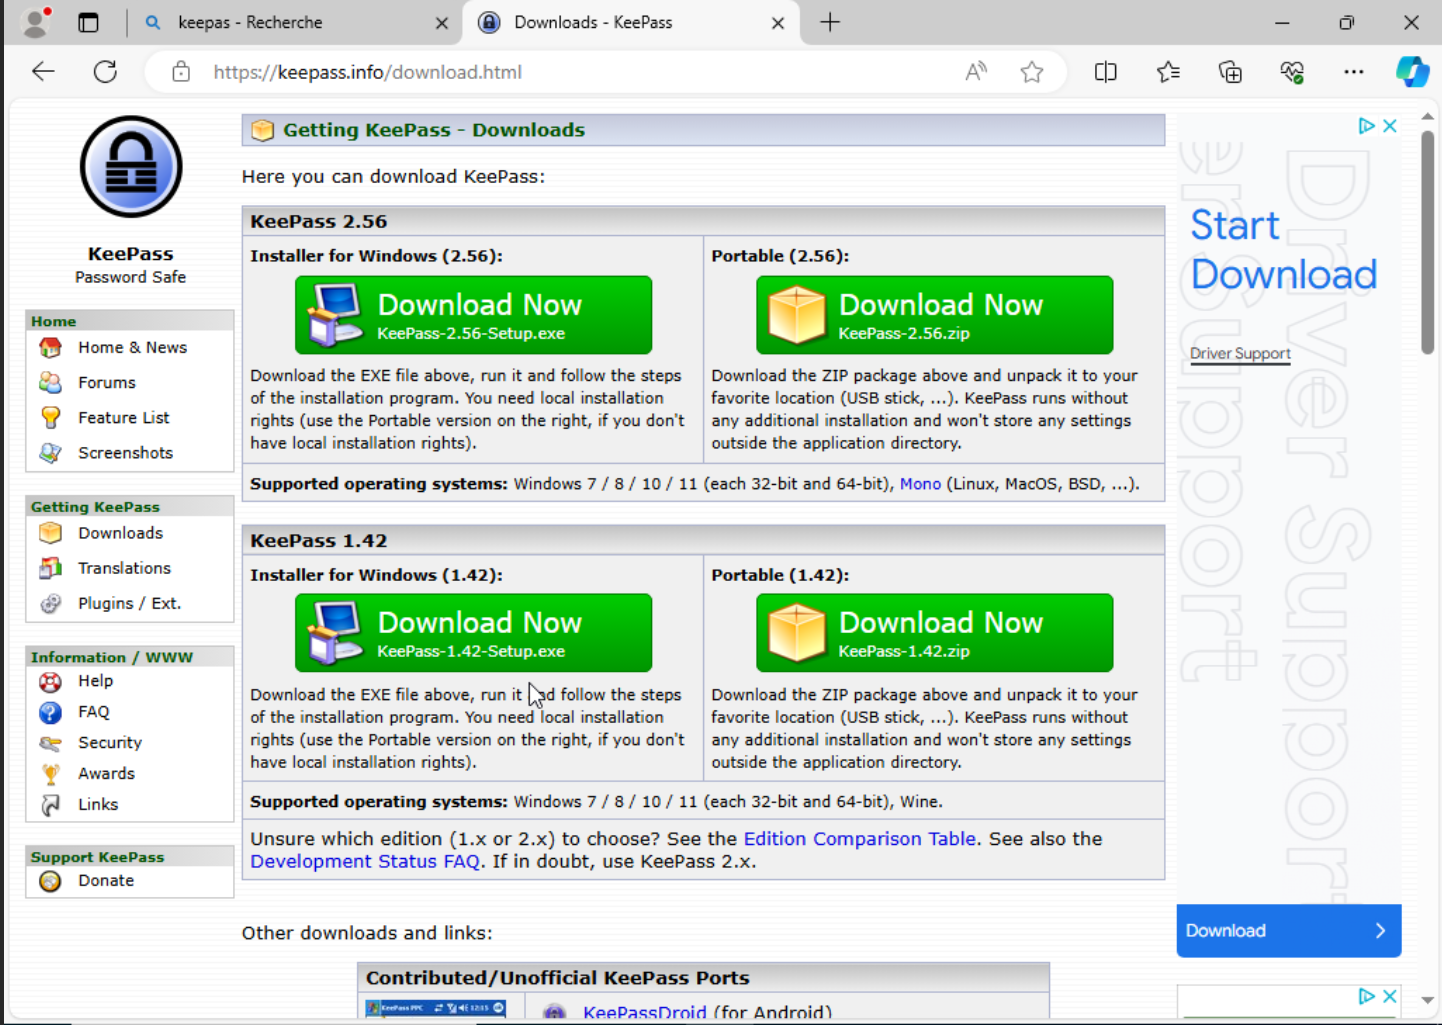 keepas - Recherche
Downloads - KeePass
https://keepass.info/download.html
KeePass
Password Safe
Home
Home & News
Forums
Feature List
Screenshots
Getting KeePass
Downloads
Translations
Plugins / Ext.
Information / WWW
Help
FAQ
Security
Awards
Links
Support KeePass
Donate
Getting KeePass - Downloads
Here you can download KeePass:
KeePass 2.56
Installer for Windows (2.56):
Download Now
KeePass-2.56-Setup.exe
Download the EXE file above, run it and follow the steps
of the installation program. You need local installation
rights (use the Portable version on the right, if you don't
have local installation rights).
Portable (2.56):
Download Now
KeePass-2.56.zip
Download the ZIP package above and unpack it to your
favorite location (USB stick, ...). KeePass runs without
any additional installation and won't store any settings
outside the application directory.
Supported operating systems: Windows 7 / 8 / 10 / 11 (each 32-bit and 64-bit), Mono (Linux, MacOS, BSD, ...).
KeePass 1.42
Installer for Windows (1.42):
Download Now
KeePass-1.42-Setup.exe
Download the EXE file above, run it and follow the steps
of the installation program. You need local installation
rights (use the Portable version on the right, if you don't
have local installation rights).
Portable (1.42):
Download Now
KeePass-1.42.zip
Download the ZIP package above and unpack it to your
favorite location (USB stick, ...). KeePass runs without
any additional installation and won't store any settings
outside the application directory.
Supported operating systems: Windows 7 / 8 / 10 / 11 (each 32-bit and 64-bit), Wine.
Unsure which edition (1.x or 2.x) to choose? See the Edition Comparison Table. See also the
Development Status FAQ. If in doubt, use KeePass 2.x.
Other downloads and links:
Contributed/Unofficial KeePass Ports
KeePass PPC 12:15
KeePassDroid (for Android)
Start
Download
Driver Support
Driver Support
Download